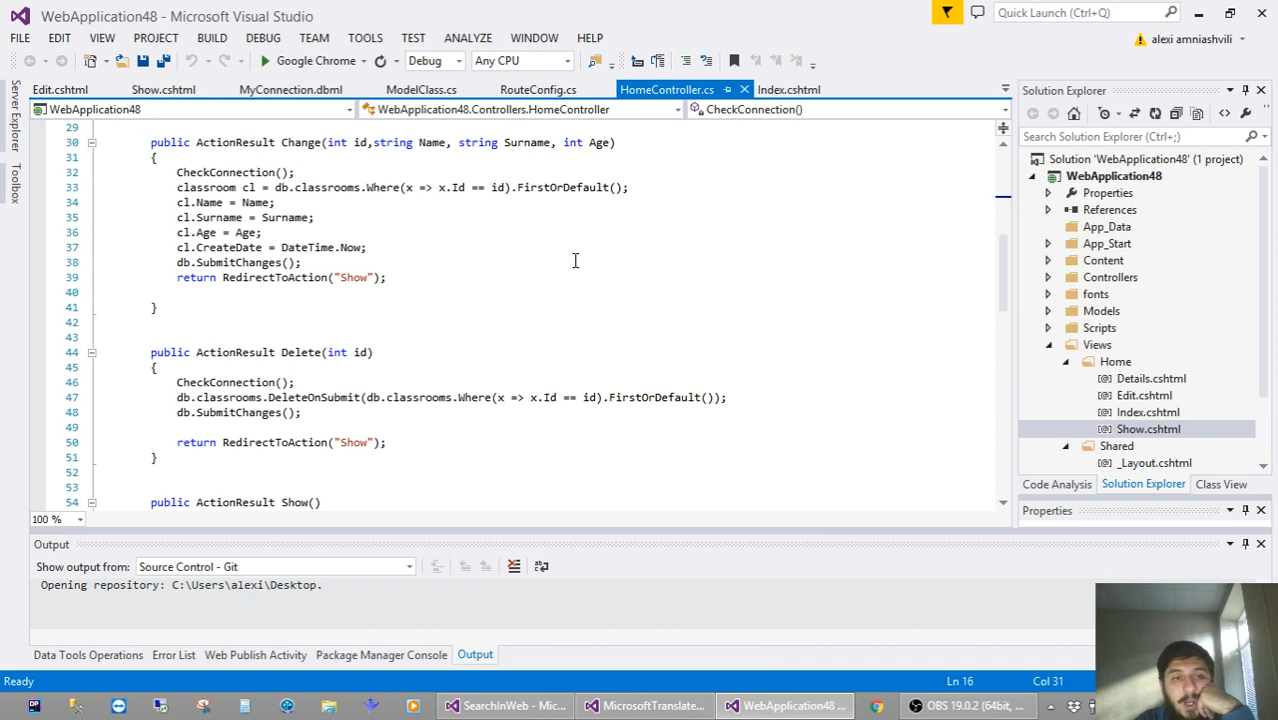 WebApplication48 - Microsoft Visual Studio
Quick Launch (Ctrl+Q)
FILE EDIT VIEW PROJECT BUILD DEBUG TEAM TOOLS TEST ANALYZE WINDOW HELP
alexi amniashvili
Google Chrome
Debug
Any CPU
Server Explorer
Toolbox
Edit.cshtml Show.cshtml MyConnection.dbml ModelClass.cs RouteConfig.cs HomeController.cs Index.cshtml
WebApplication48 WebApplication48.Controllers.HomeController CheckConnection()
29
30 public ActionResult Change(int id,string Name, string Surname, int Age)
31 {
32 CheckConnection();
33 classroom cl = db.classrooms.Where(x => x.Id == id).FirstOrDefault();
34 cl.Name = Name;
35 cl.Surname = Surname;
36 cl.Age = Age;
37 cl.CreateDate = DateTime.Now;
38 db.SubmitChanges();
39 return RedirectToAction("Show");
40
41 }
42
43
44 public ActionResult Delete(int id)
45 {
46 CheckConnection();
47 db.classrooms.DeleteOnSubmit(db.classrooms.Where(x => x.Id == id).FirstOrDefault());
48 db.SubmitChanges();
49
50 return RedirectToAction("Show");
51 }
52
53
54 public ActionResult Show()
100 %
Solution Explorer
Search Solution Explorer (Ctrl+;)
Solution 'WebApplication48' (1 project)
WebApplication48
Properties
References
App_Data
App_Start
Content
Controllers
fonts
Models
Scripts
Views
Home
Details.cshtml
Edit.cshtml
Index.cshtml
Show.cshtml
Shared
_Layout.cshtml
Code Analysis Solution Explorer Class View
Properties
Output
Show output from: Source Control - Git
Opening repository: C:\Users\alexi\Desktop.
Data Tools Operations Error List Web Publish Activity Package Manager Console Output
Ready Ln 16 Col 31
DP
SearchInWeb - Mic...
MicrosoftTranslate...
WebApplication48 ...
OBS 19.0.2 (64bit, ...